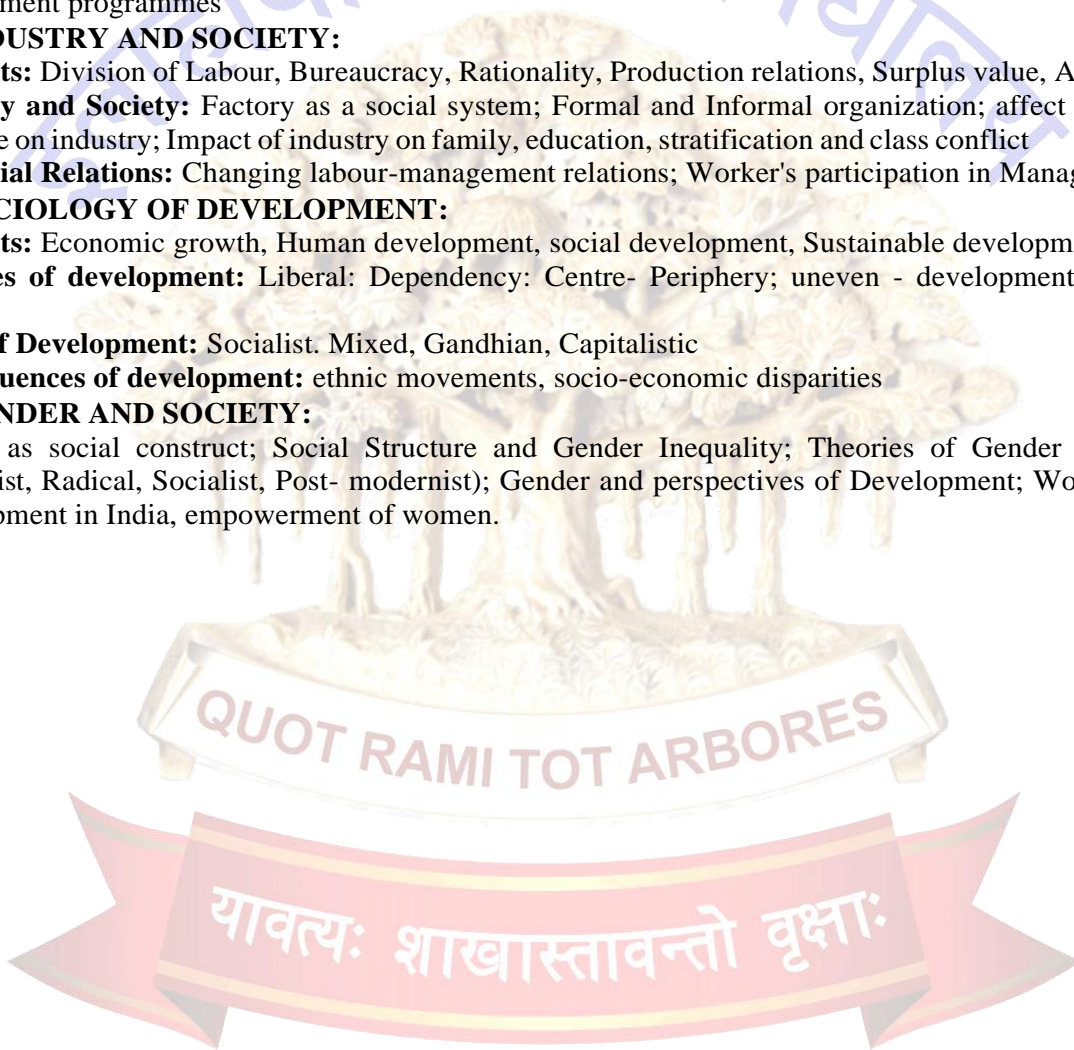 ment programmes
DUSTRY AND SOCIETY:
ts: Division of Labour, Bureaucracy, Rationality, Production relations, Surplus value, A
y and Society: Factory as a social system; Formal and Informal organization; affect
e on industry; Impact of industry on family, education, stratification and class conflict
ial Relations: Changing labour-management relations; Worker's participation in Manag
CIOLOGY OF DEVELOPMENT:
ts: Economic growth, Human development, social development, Sustainable developm
es of development: Liberal: Dependency: Centre- Periphery; uneven - development
f Development: Socialist. Mixed, Gandhian, Capitalistic
uences of development: ethnic movements, socio-economic disparities
NDER AND SOCIETY:
as social construct; Social Structure and Gender Inequality; Theories of Gender
ist, Radical, Socialist, Post- modernist); Gender and perspectives of Development; Wo
pment in India, empowerment of women.
QUOT RAMI TOT ARBORES
यावत्यः शाखास्तावन्तो वृक्षाः